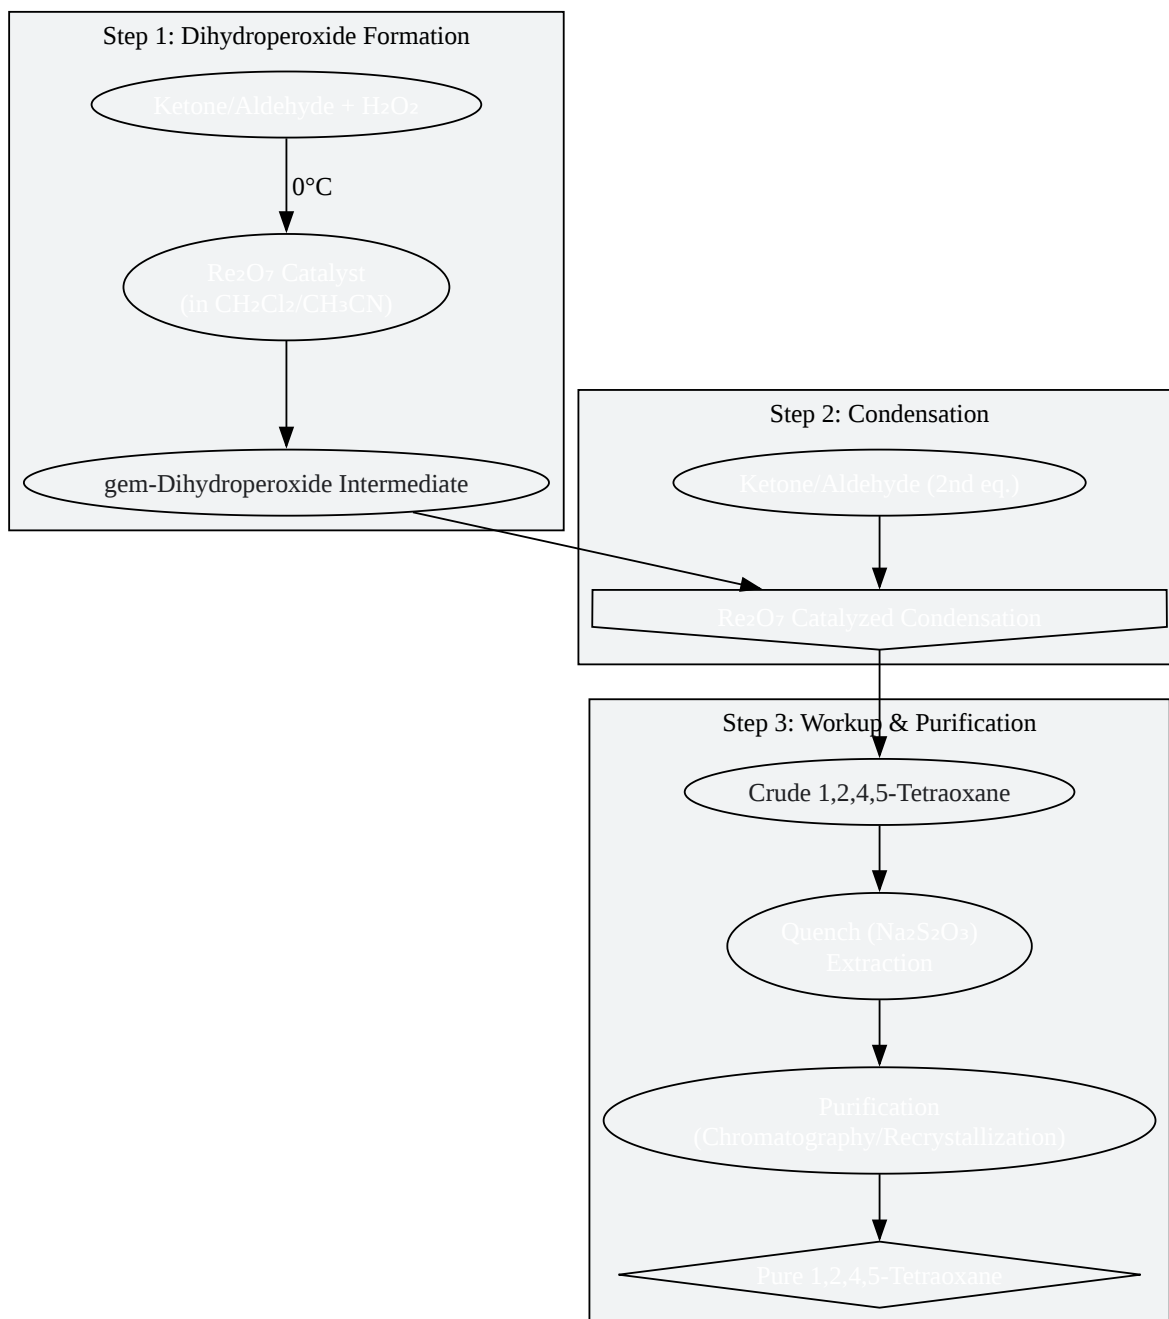 Step 1: Dihydroperoxide Formation
Ketone/Aldehyde + H₂O₂
0°C
Re₂O₇ Catalyst
(in CH₂Cl₂/CH₃CN)
gem-Dihydroperoxide Intermediate
Step 2: Condensation
Ketone/Aldehyde (2nd eq.)
Re₂O₇ Catalyzed Condensation
Step 3: Workup & Purification
Crude 1,2,4,5-Tetraoxane
Quench (Na₂S₂O₃)
Extraction
Purification
(Chromatography/Recrystallization)
Pure 1,2,4,5-Tetraoxane